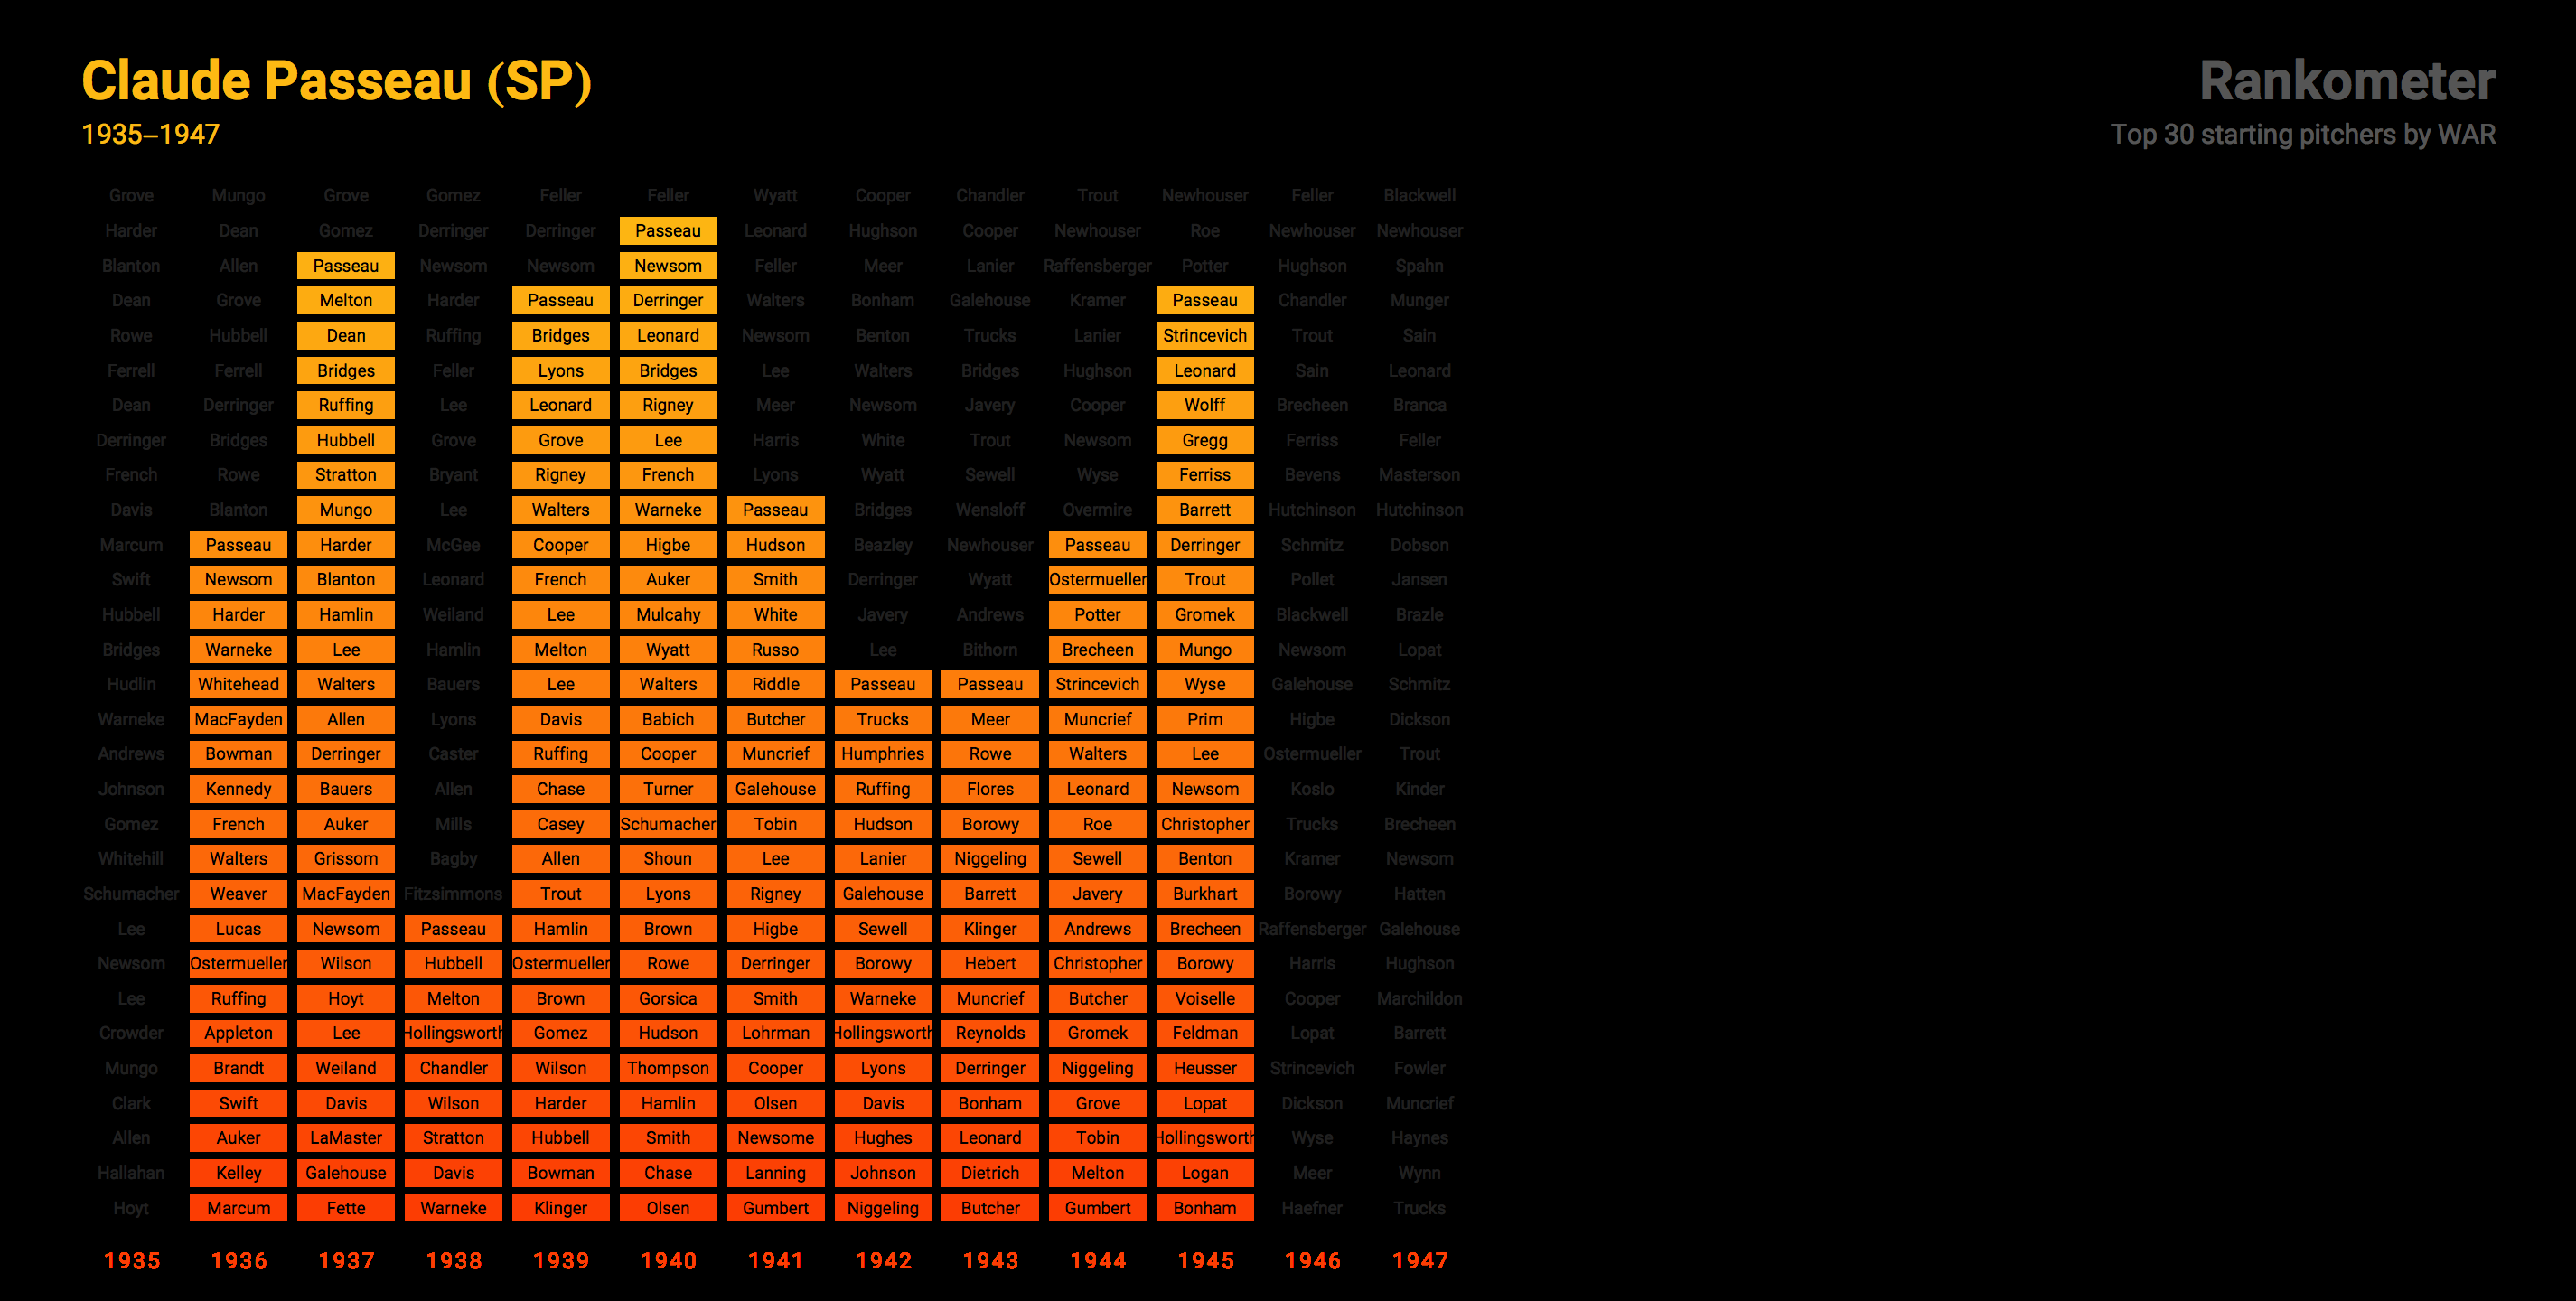 Claude Passeau (SP)
1935–1947
Rankometer
Top 30 starting pitchers by WAR
Grove Mungo Grove Gomez Feller Feller Wyatt Cooper Chandler Trout Newhouser Feller Blackwell
Harder Dean Gomez Derringer Derringer Passeau Leonard Hughson Cooper Newhouser Roe Newhouser Newhouser
Blanton Allen Passeau Newsom Newsom Newsom Feller Meer Lanier Raffensberger Potter Hughson Spahn
Dean Grove Melton Harder Passeau Derringer Walters Bonham Galehouse Kramer Passeau Chandler Munger
Rowe Hubbell Dean Ruffing Bridges Leonard Newsom Benton Trucks Lanier Strincevich Trout Sain
Ferrell Ferrell Bridges Feller Lyons Bridges Lee Walters Bridges Hughson Leonard Sain Leonard
Dean Derringer Ruffing Lee Leonard Rigney Meer Newsom Javery Cooper Wolff Brecheen Branca
Derringer Bridges Hubbell Grove Grove Lee Harris White Trout Newsom Gregg Ferriss Feller
French Rowe Stratton Bryant Rigney French Lyons Wyatt Sewell Wyse Ferriss Bevens Masterson
Davis Blanton Mungo Lee Walters Warneke Passeau Bridges Wensloff Overmire Barrett Hutchinson Hutchinson
Marcum Passeau Harder McGee Cooper Higbe Hudson Beazley Newhouser Passeau Derringer Schmitz Dobson
Swift Newsom Blanton Leonard French Auker Smith Derringer Wyatt Ostermueller Trout Pollet Jansen
Hubbell Harder Hamlin Weiland Lee Mulcahy White Javery Andrews Potter Gromek Blackwell Brazle
Bridges Warneke Lee Hamlin Melton Wyatt Russo Lee Bithorn Brecheen Mungo Newsom Lopat
Hudlin Whitehead Walters Bauers Lee Walters Riddle Passeau Passeau Strincevich Wyse Galehouse Schmitz
Warneke MacFayden Allen Lyons Davis Babich Butcher Trucks Meer Muncrief Prim Higbe Dickson
Andrews Bowman Derringer Caster Ruffing Cooper Muncrief Humphries Rowe Walters Lee Ostermueller Trout
Johnson Kennedy Bauers Allen Chase Turner Galehouse Ruffing Flores Leonard Newsom Koslo Kinder
Gomez French Auker Mills Casey Schumacher Tobin Hudson Borowy Roe Christopher Trucks Brecheen
Whitehill Walters Grissom Bagby Allen Shoun Lee Lanier Niggeling Sewell Benton Kramer Newsom
Schumacher Weaver MacFayden Fitzsimmons Trout Lyons Rigney Galehouse Barrett Javery Burkhart Borowy Hatten
Lee Lucas Newsom Passeau Hamlin Brown Higbe Sewell Klinger Andrews Brecheen Raffensberger Galehouse
Newsom Ostermueller Wilson Hubbell Ostermueller Rowe Derringer Borowy Hebert Christopher Borowy Harris Hughson
Lee Ruffing Hoyt Melton Brown Gorsica Smith Warneke Muncrief Butcher Voiselle Cooper Marchildon
Crowder Appleton Lee Hollingsworth Gomez Hudson Lohrman Hollingsworth Reynolds Gromek Feldman Lopat Barrett
Mungo Brandt Weiland Chandler Wilson Thompson Cooper Lyons Derringer Niggeling Heusser Strincevich Fowler
Clark Swift Davis Wilson Harder Hamlin Olsen Davis Bonham Grove Lopat Dickson Muncrief
Allen Auker LaMaster Stratton Hubbell Smith Newsome Hughes Leonard Tobin Hollingsworth Wyse Haynes
Hallahan Kelley Galehouse Davis Bowman Chase Lanning Johnson Dietrich Melton Logan Meer Wynn
Hoyt Marcum Fette Warneke Klinger Olsen Gumbert Niggeling Butcher Gumbert Bonham Haefner Trucks
1935 1936 1937 1938 1939 1940 1941 1942 1943 1944 1945 1946 1947